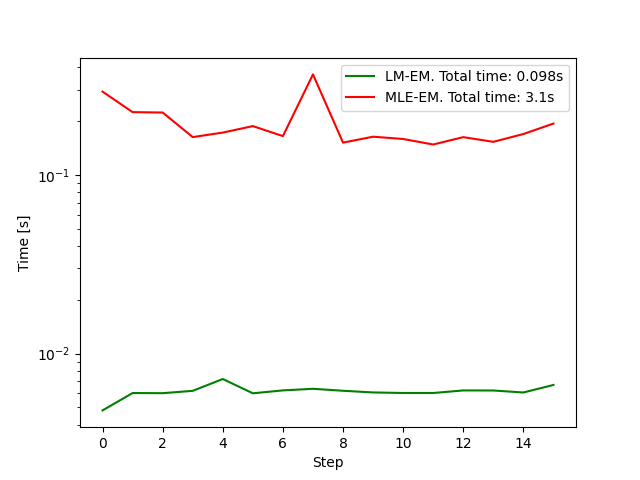 LM-EM. Total time: 0.098s
MLE-EM. Total time: 3.1s
Time [s]
10⁻¹
10⁻²
0 2 4 6 8 10 12 14
Step